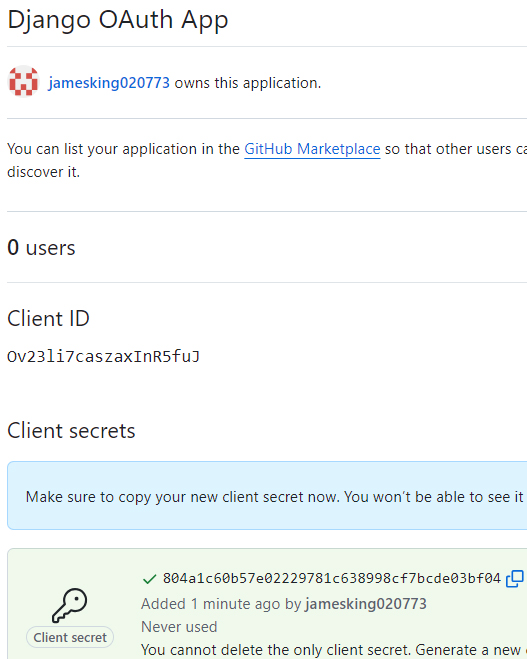 Django OAuth App
jamesking020773 owns this application.
You can list your application in the GitHub Marketplace so that other users ca
discover it.
0 users
Client ID
Ov23li7caszaxInR5fuJ
Client secrets
Make sure to copy your new client secret now. You won't be able to see it
804a1c60b57e02229781c638998cf7bcde03bf04
Added 1 minute ago by jamesking020773
Never used
Client secret
You cannot delete the only client secret. Generate a new